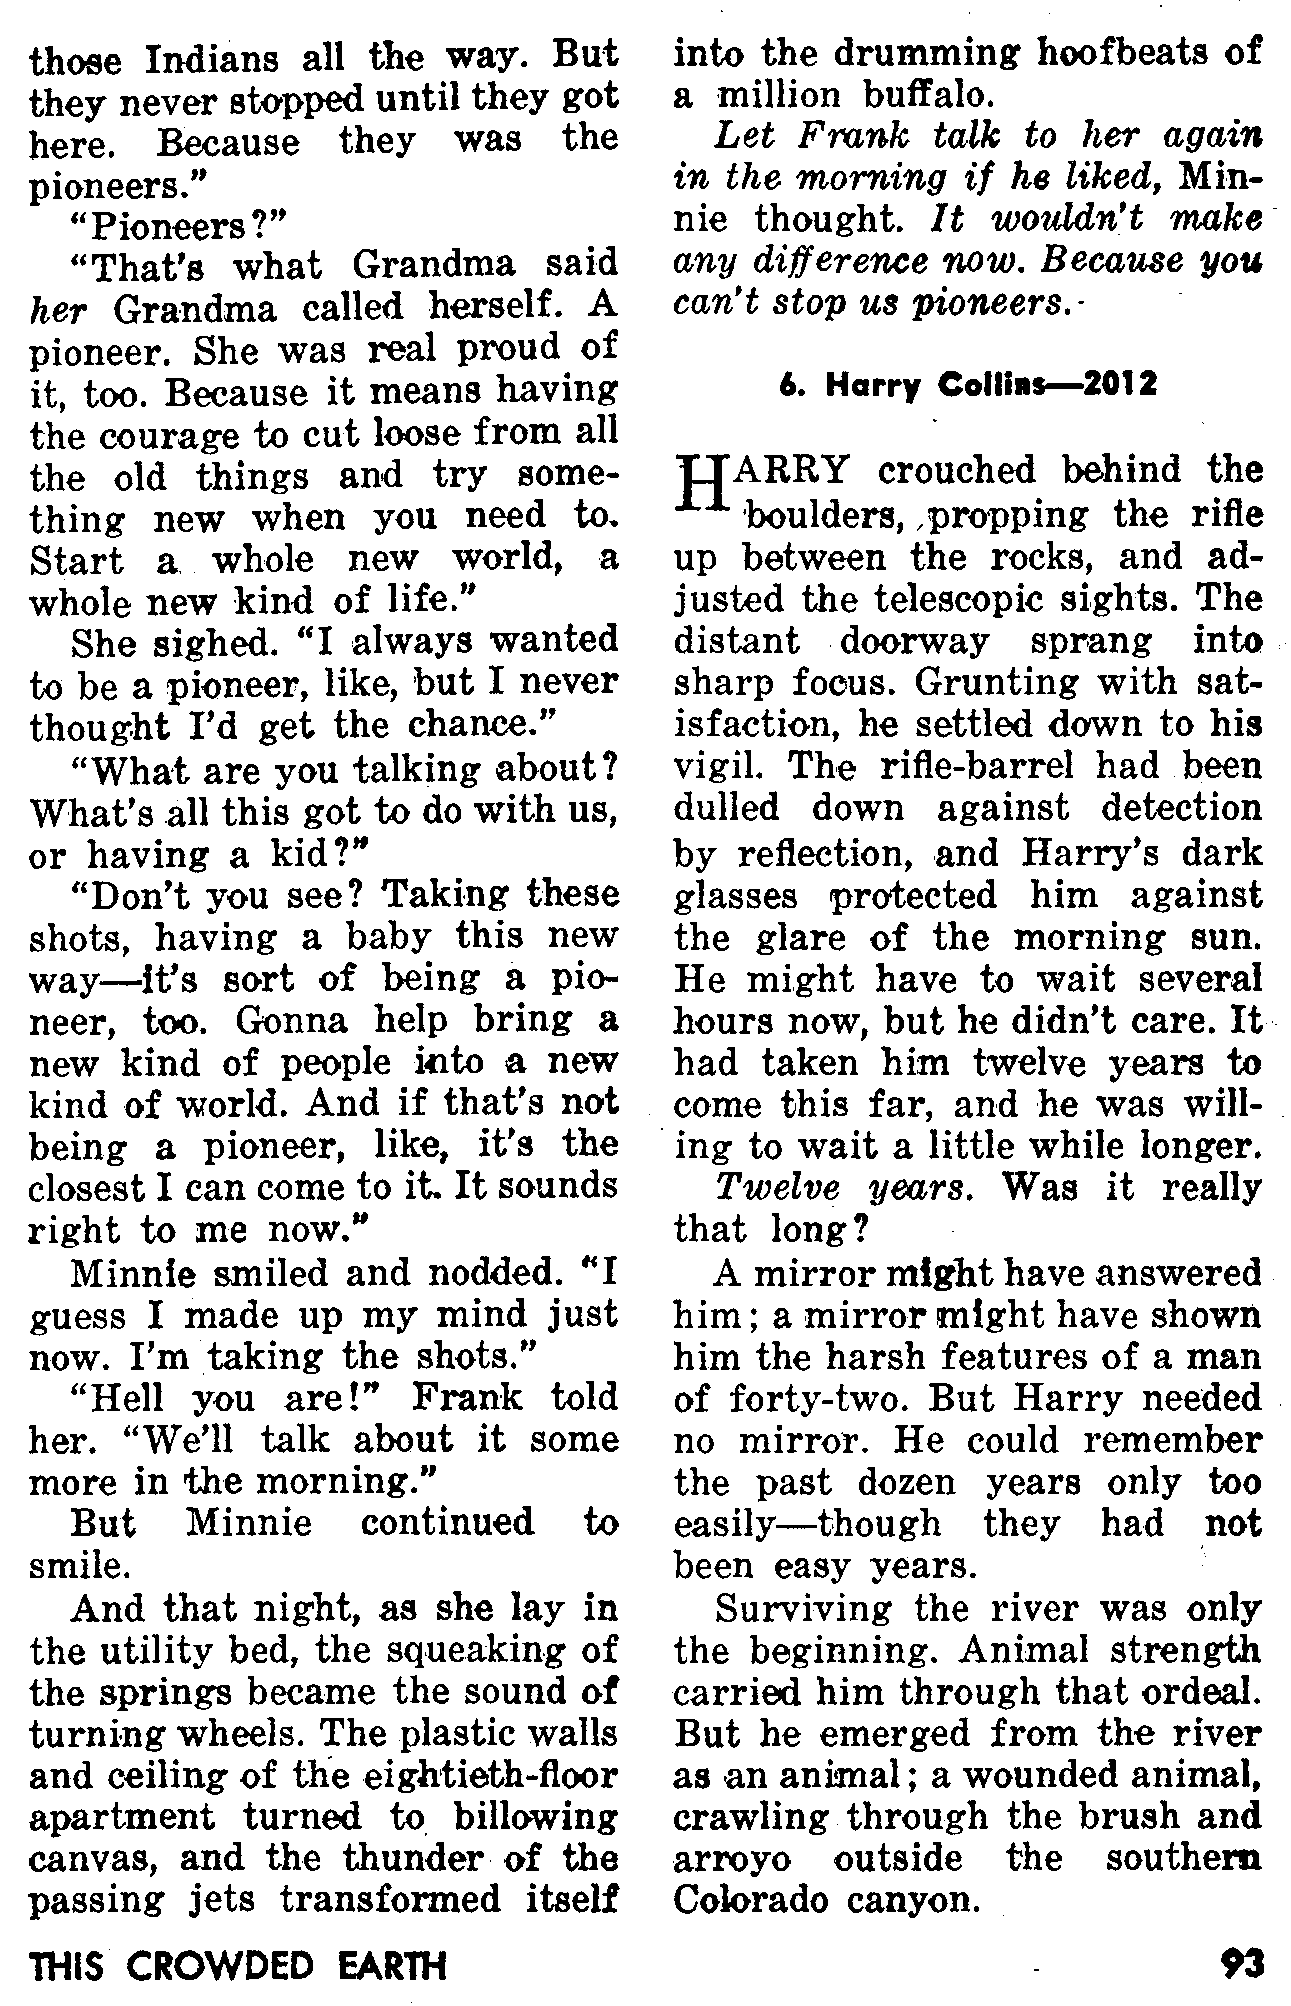 those Indians all the way. But
they never stopped until they got
here. Because they was the
pioneers."
"Pioneers?"
"That's what Grandma said
her Grandma called herself. A
pioneer. She was real proud of
it, too. Because it means having
the courage to cut loose from all
the old things and try some-
thing new when you need to.
Start a whole new world, a
whole new kind of life."
She sighed. "I always wanted
to be a pioneer, like, but I never
thought I'd get the chance."
"What are you talking about?
What's all this got to do with us,
or having a kid?"
"Don't you see? Taking these
shots, having a baby this new
way—it's sort of being a pio-
neer, too. Gonna help bring a
new kind of people into a new
kind of world. And if that's not
being a pioneer, like, it's the
closest I can come to it. It sounds
right to me now."
Minnie smiled and nodded. "I
guess I made up my mind just
now. I'm taking the shots."
"Hell you are!" Frank told
her. "We'll talk about it some
more in the morning."
But Minnie continued to
smile.
And that night, as she lay in
the utility bed, the squeaking of
the springs became the sound of
turning wheels. The plastic walls
and ceiling of the eightieth-floor
apartment turned to billowing
canvas, and the thunder of the
passing jets transformed itself
into the drumming hoofbeats of
a million buffalo.
Let Frank talk to her again
in the morning if he liked, Min-
nie thought. It wouldn't make
any difference now. Because you
can't stop us pioneers.
6. Harry Collins—2012
HARRY crouched behind the
boulders, propping the rifle
up between the rocks, and ad-
justed the telescopic sights. The
distant doorway sprang into
sharp focus. Grunting with sat-
isfaction, he settled down to his
vigil. The rifle-barrel had been
dulled down against detection
by reflection, and Harry's dark
glasses protected him against
the glare of the morning sun.
He might have to wait several
hours now, but he didn't care. It
had taken him twelve years to
come this far, and he was will-
ing to wait a little while longer.
Twelve years. Was it really
that long?
A mirror might have answered
him; a mirror might have shown
him the harsh features of a man
of forty-two. But Harry needed
no mirror. He could remember
the past dozen years only too
easily—though they had not
been easy years.
Surviving the river was only
the beginning. Animal strength
carried him through that ordeal.
But he emerged from the river
as an animal; a wounded animal,
crawling through the brush and
arroyo outside the southern
Colorado canyon.
THIS CROWDED EARTH
93